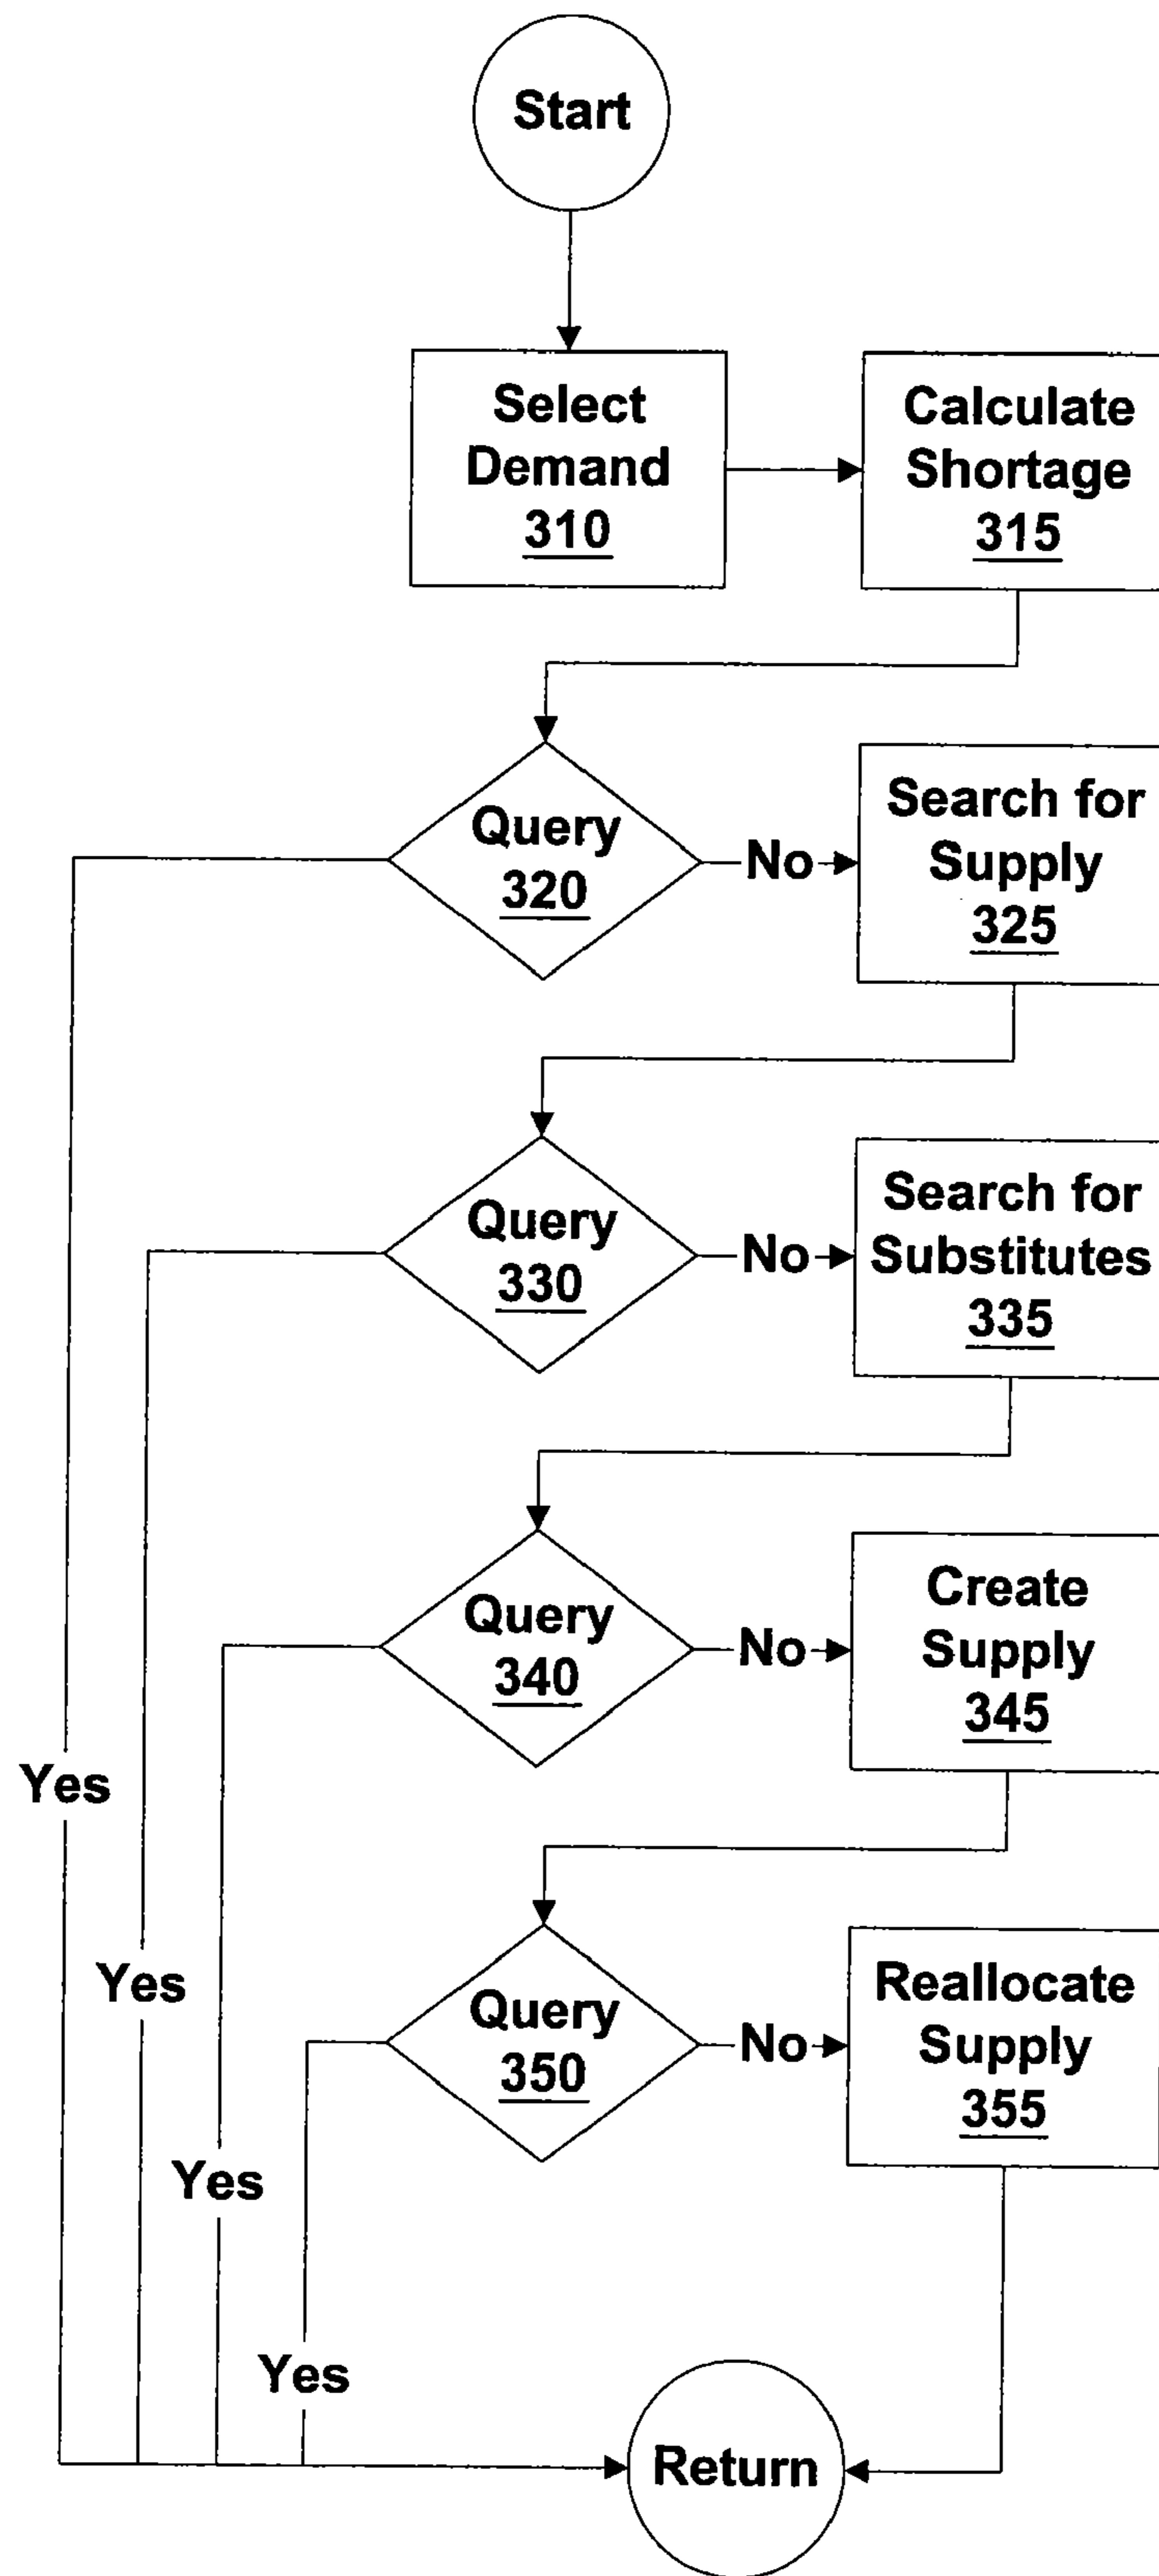 Start
Select
Demand
310
Calculate
Shortage
315
Query
320
No
Search for
Supply
325
Query
330
No
Search for
Substitutes
335
Query
340
No
Create
Supply
345
Yes
Query
350
No
Reallocate
Supply
355
Yes
Yes
Yes
Return